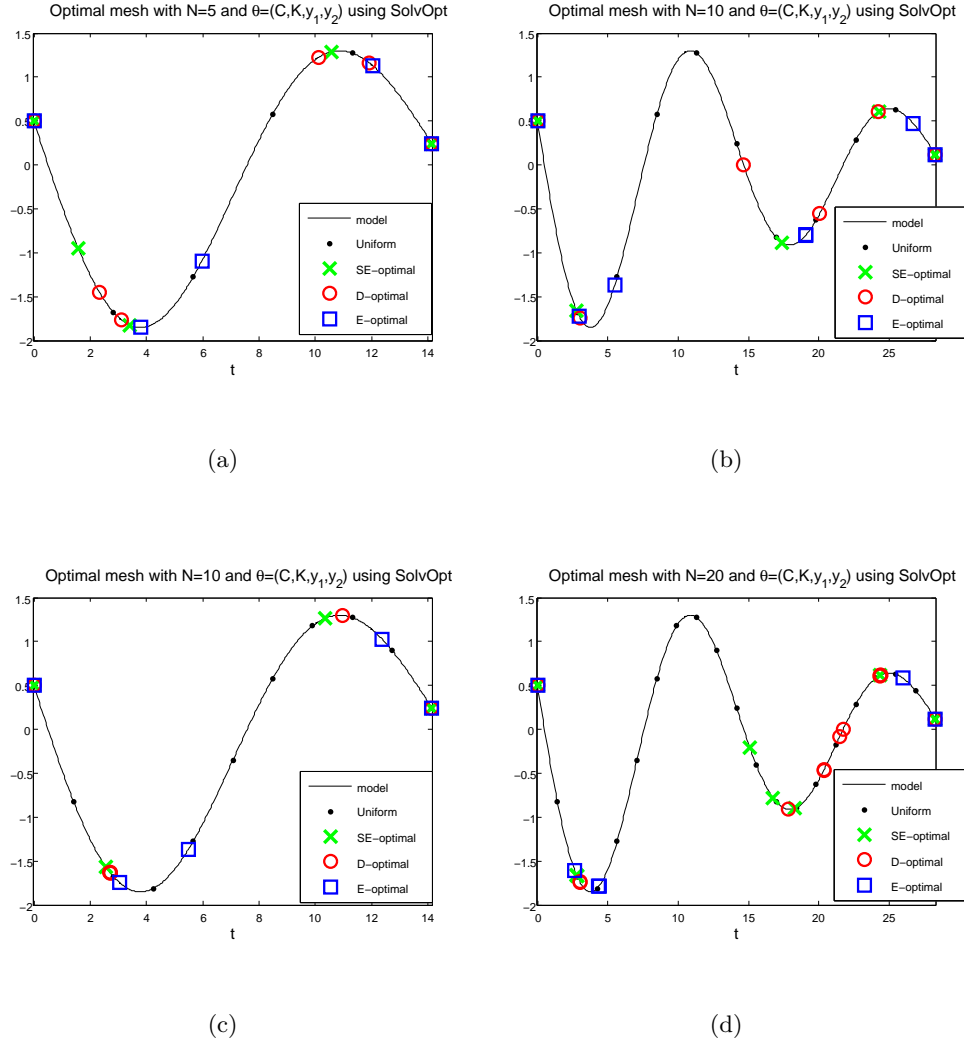 Optimal mesh with N=5 and θ=(C,K,y₁,y₂) using SolvOpt
1.5
1
0.5
0
−0.5
−1
−1.5
−2
0 2 4 6 8 10 12 14
t
model
Uniform
SE−optimal
D−optimal
E−optimal
(a)
Optimal mesh with N=10 and θ=(C,K,y₁,y₂) using SolvOpt
1.5
1
0.5
0
−0.5
−1
−1.5
−2
0 5 10 15 20 25
t
model
Uniform
SE−optimal
D−optimal
E−optimal
(b)
Optimal mesh with N=10 and θ=(C,K,y₁,y₂) using SolvOpt
1.5
1
0.5
0
−0.5
−1
−1.5
−2
0 2 4 6 8 10 12 14
t
model
Uniform
SE−optimal
D−optimal
E−optimal
(c)
Optimal mesh with N=20 and θ=(C,K,y₁,y₂) using SolvOpt
1.5
1
0.5
0
−0.5
−1
−1.5
−2
0 5 10 15 20 25
t
model
Uniform
SE−optimal
D−optimal
E−optimal
(d)